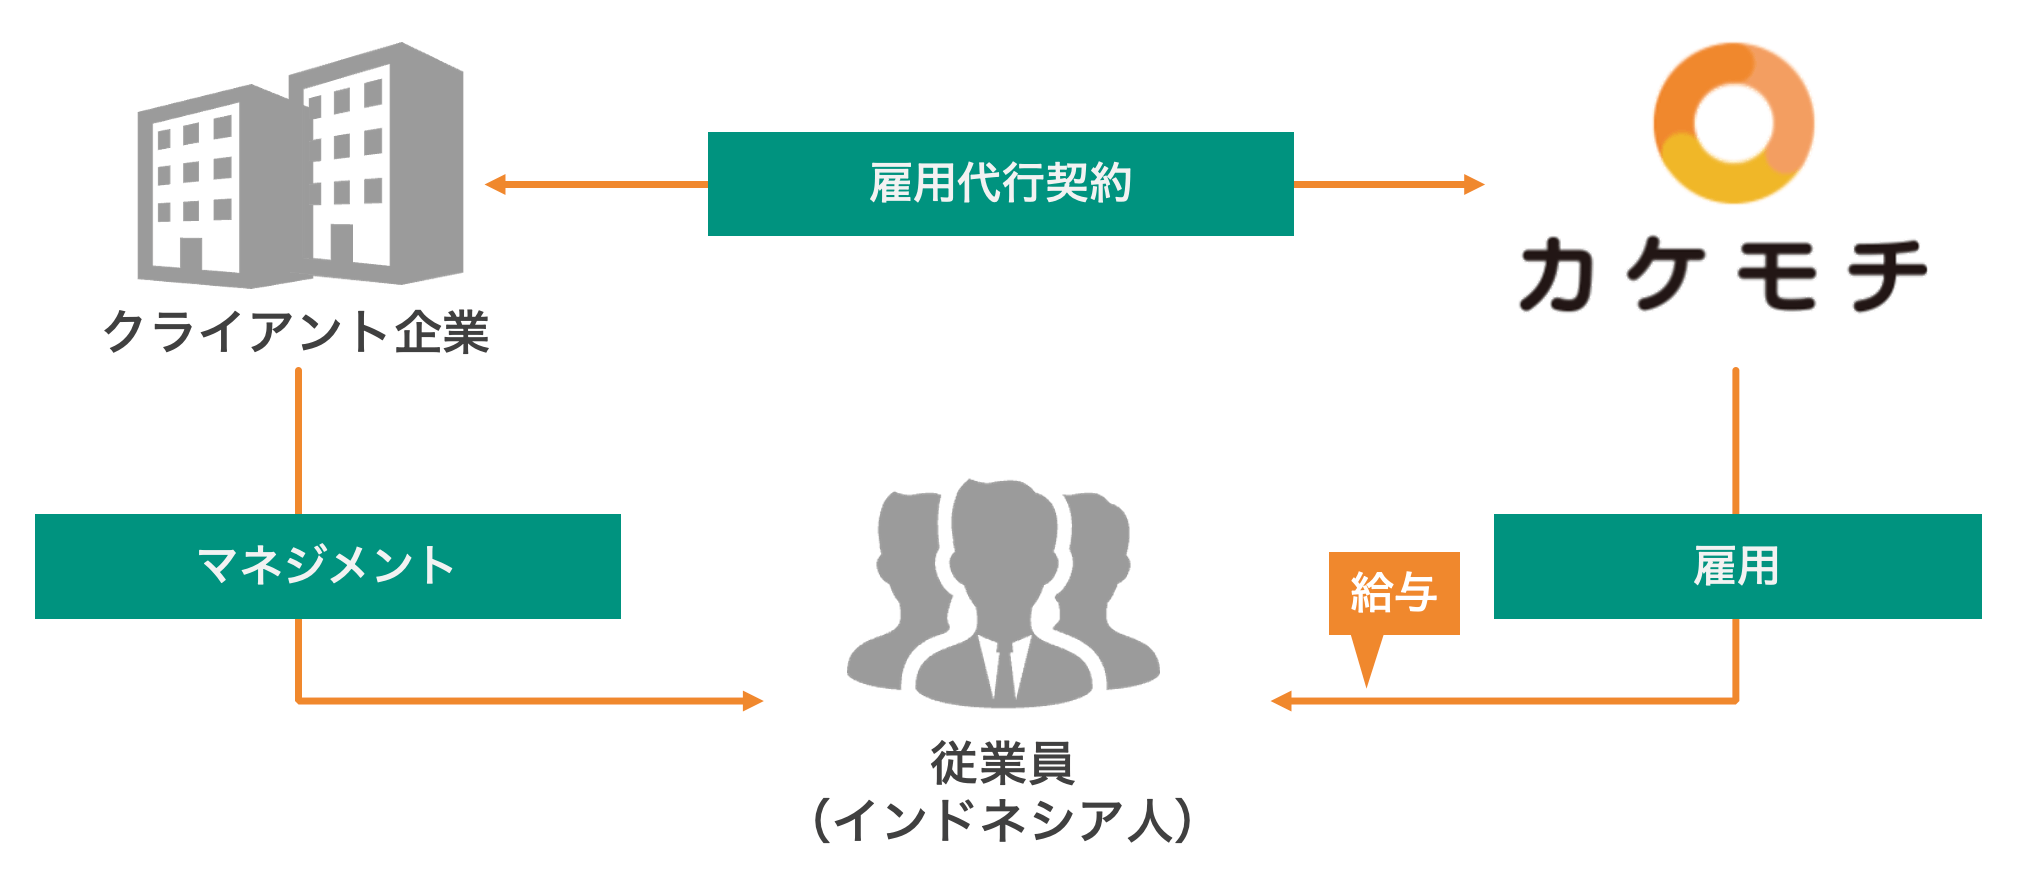 雇用代行契約
カケモチ
クライアント企業
マネジメント
雇用
給与
従業員
（インドネシア人）